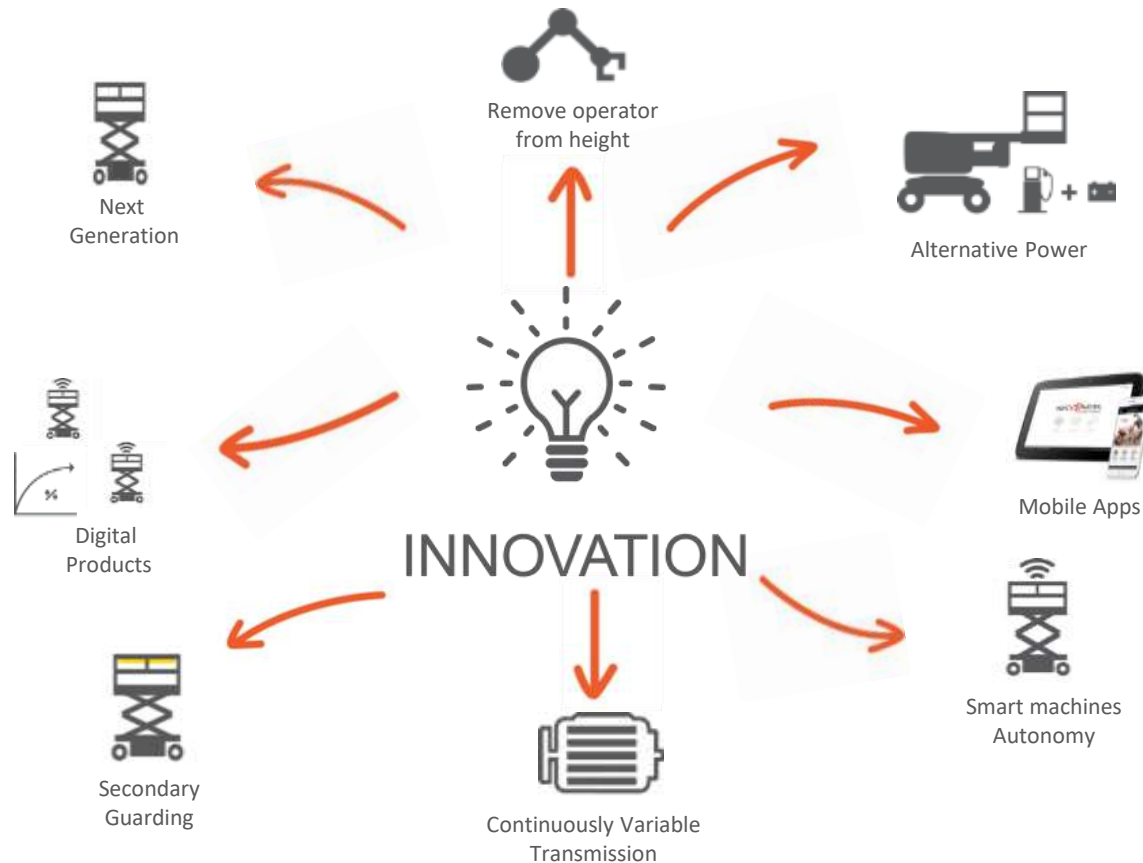 Remove operator
from height
Next
Generation
Alternative Power
Digital
Products
Mobile Apps
INNOVATION
Smart machines
Autonomy
Secondary
Guarding
Continuously Variable
Transmission